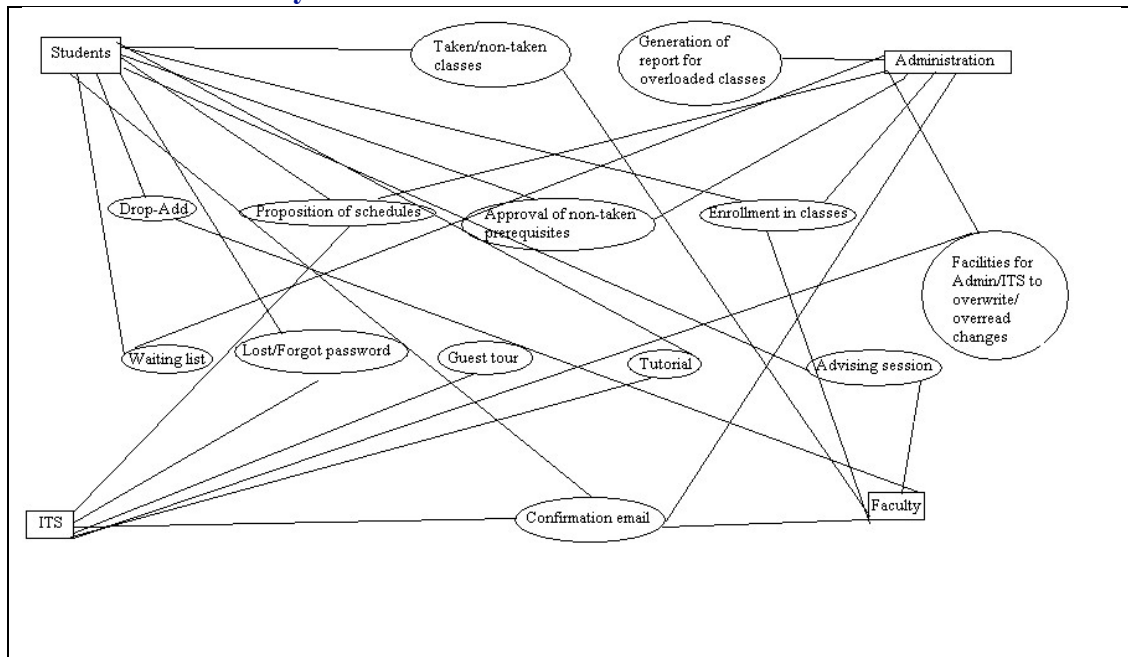 Students
Taken/non-taken
classes
Generation of
report for
overloaded classes
Administration
Drop-Add
Proposition of schedules
Approval of non-taken
prerequisites
Enrollment in classes
Facilities for
Admin/ITS to
overwrite/
overread
changes
Waiting list
Lost/Forgot password
Guest tour
Tutorial
Advising session
ITS
Confirmation email
Faculty